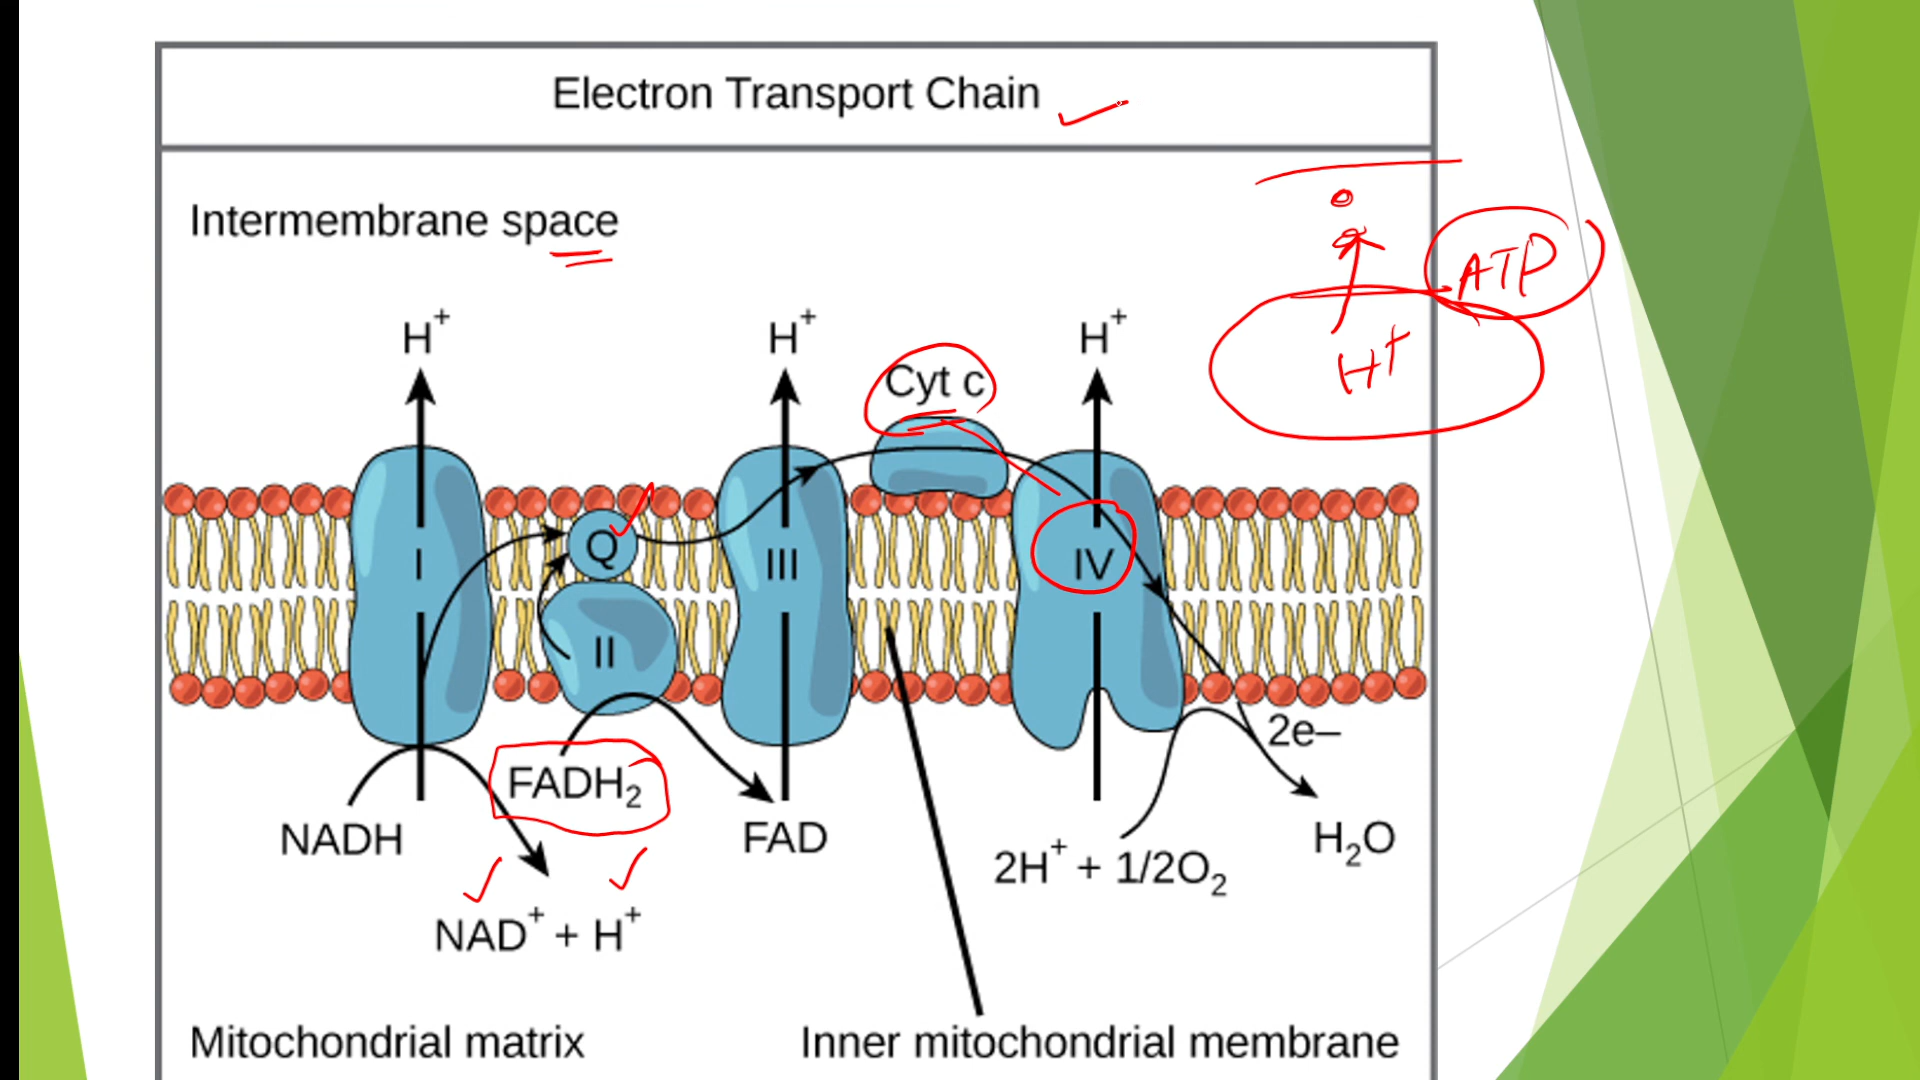 Electron Transport Chain
Intermembrane space
ATP
H⁺ H⁺ H⁺
H⁺
Cyt c
Q
I III IV
II
2e–
FADH₂
NADH FAD H₂O
2H⁺ + 1/2O₂
NAD⁺ + H⁺
Mitochondrial matrix Inner mitochondrial membrane